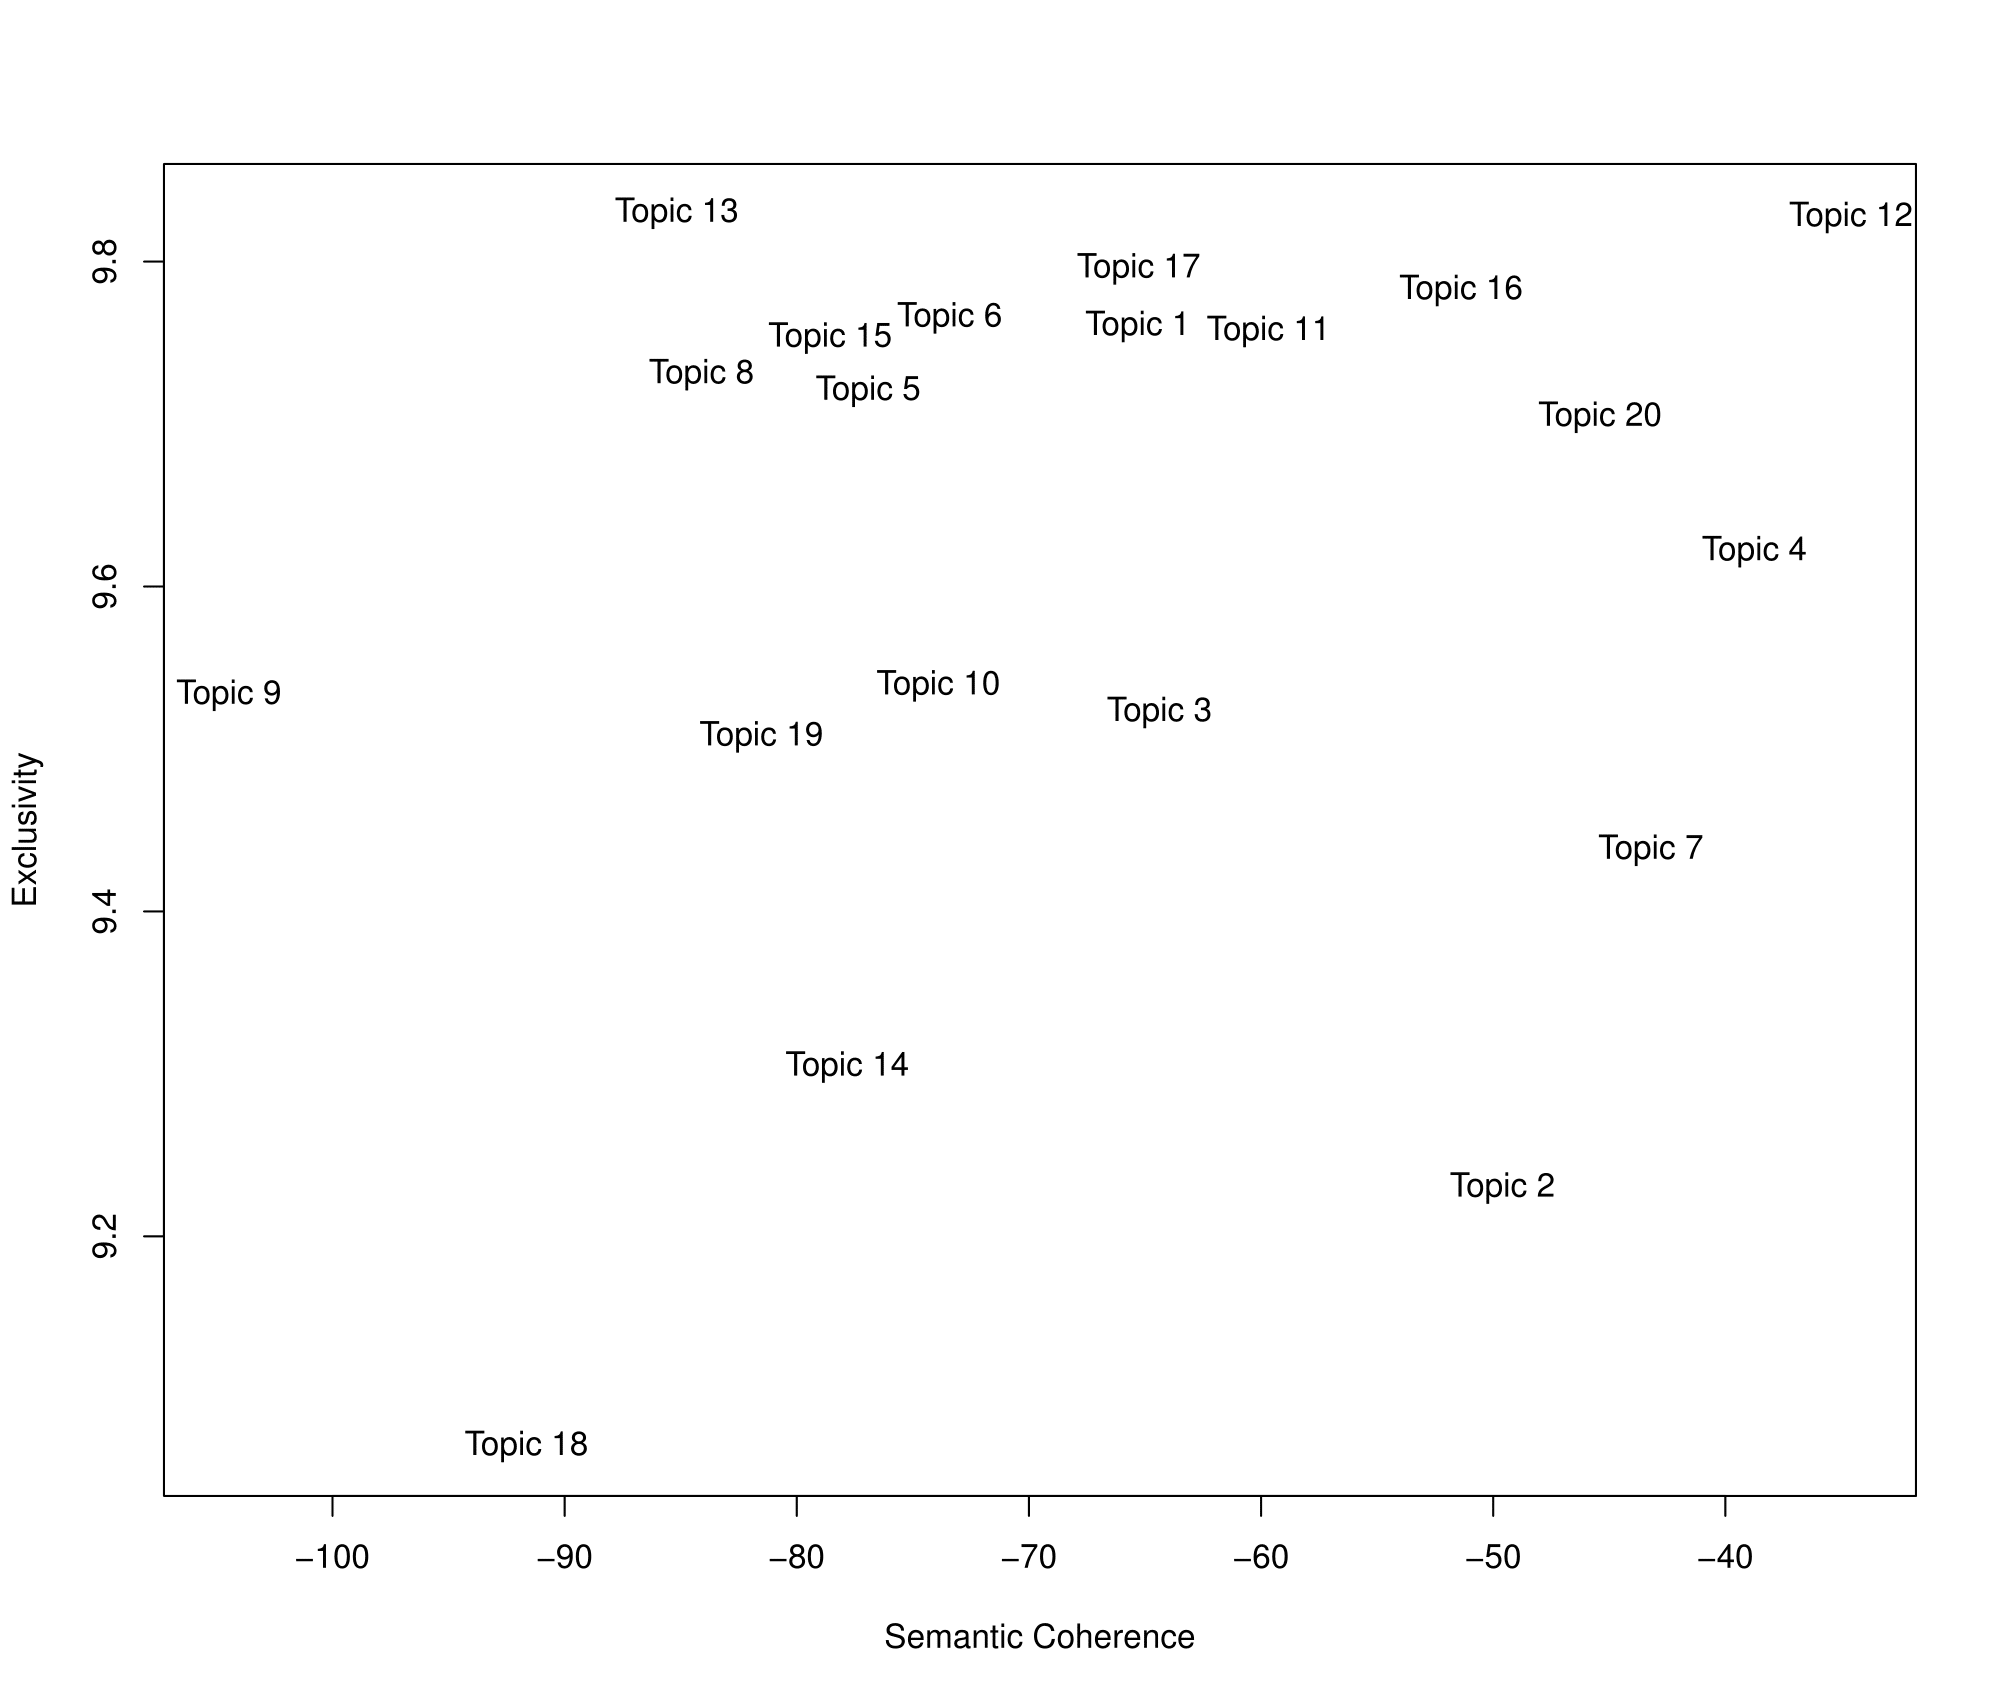 Topic 13
Topic 12
Topic 17
Topic 16
Topic 6
Topic 1
Topic 11
Topic 15
Topic 8
Topic 5
Topic 20
Topic 4
Topic 10
Topic 9
Topic 3
Topic 19
Topic 7
Topic 14
Topic 2
Topic 18
9.8
9.6
9.4
9.2
Exclusivity
−100 −90 −80 −70 −60 −50 −40
Semantic Coherence